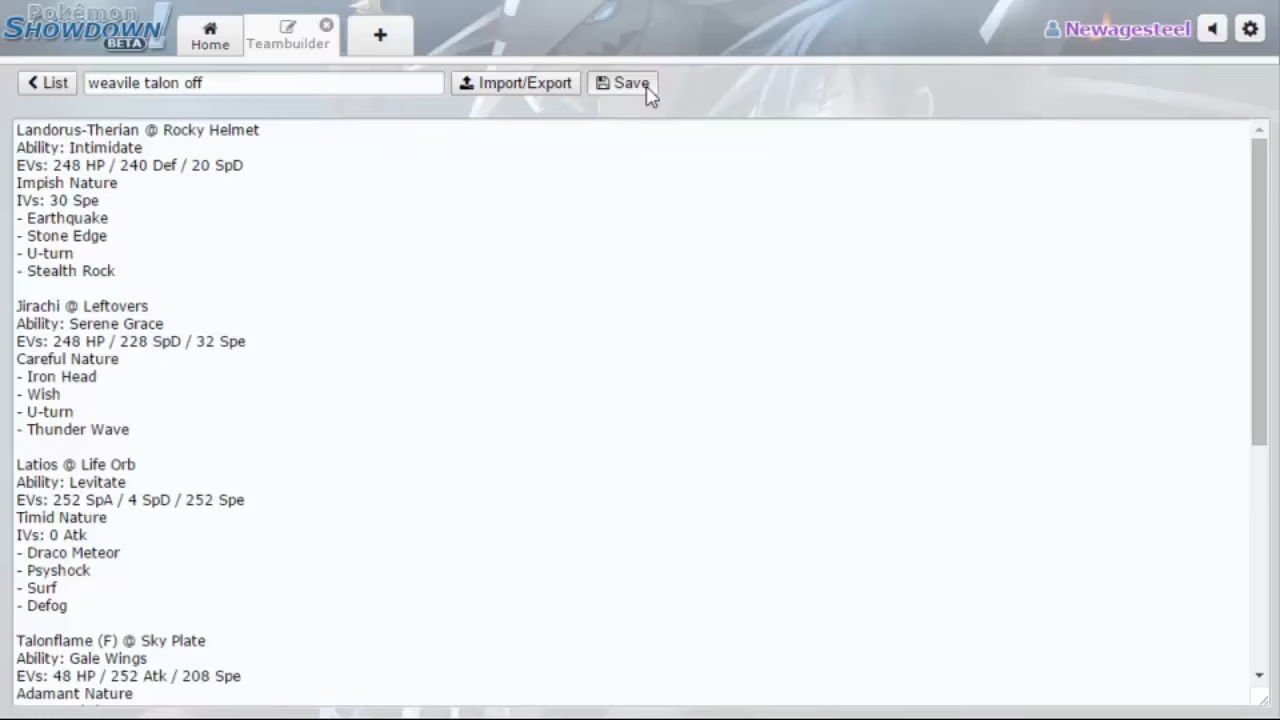 Pokémon
SHOWDOWN!
BETA
Home
Teambuilder
+
Newagesteel
List
weavile talon off
Import/Export
Save
Landorus-Therian @ Rocky Helmet
Ability: Intimidate
EVs: 248 HP / 240 Def / 20 SpD
Impish Nature
IVs: 30 Spe
- Earthquake
- Stone Edge
- U-turn
- Stealth Rock
Jirachi @ Leftovers
Ability: Serene Grace
EVs: 248 HP / 228 SpD / 32 Spe
Careful Nature
- Iron Head
- Wish
- U-turn
- Thunder Wave
Latios @ Life Orb
Ability: Levitate
EVs: 252 SpA / 4 SpD / 252 Spe
Timid Nature
IVs: 0 Atk
- Draco Meteor
- Psyshock
- Surf
- Defog
Talonflame (F) @ Sky Plate
Ability: Gale Wings
EVs: 48 HP / 252 Atk / 208 Spe
Adamant Nature